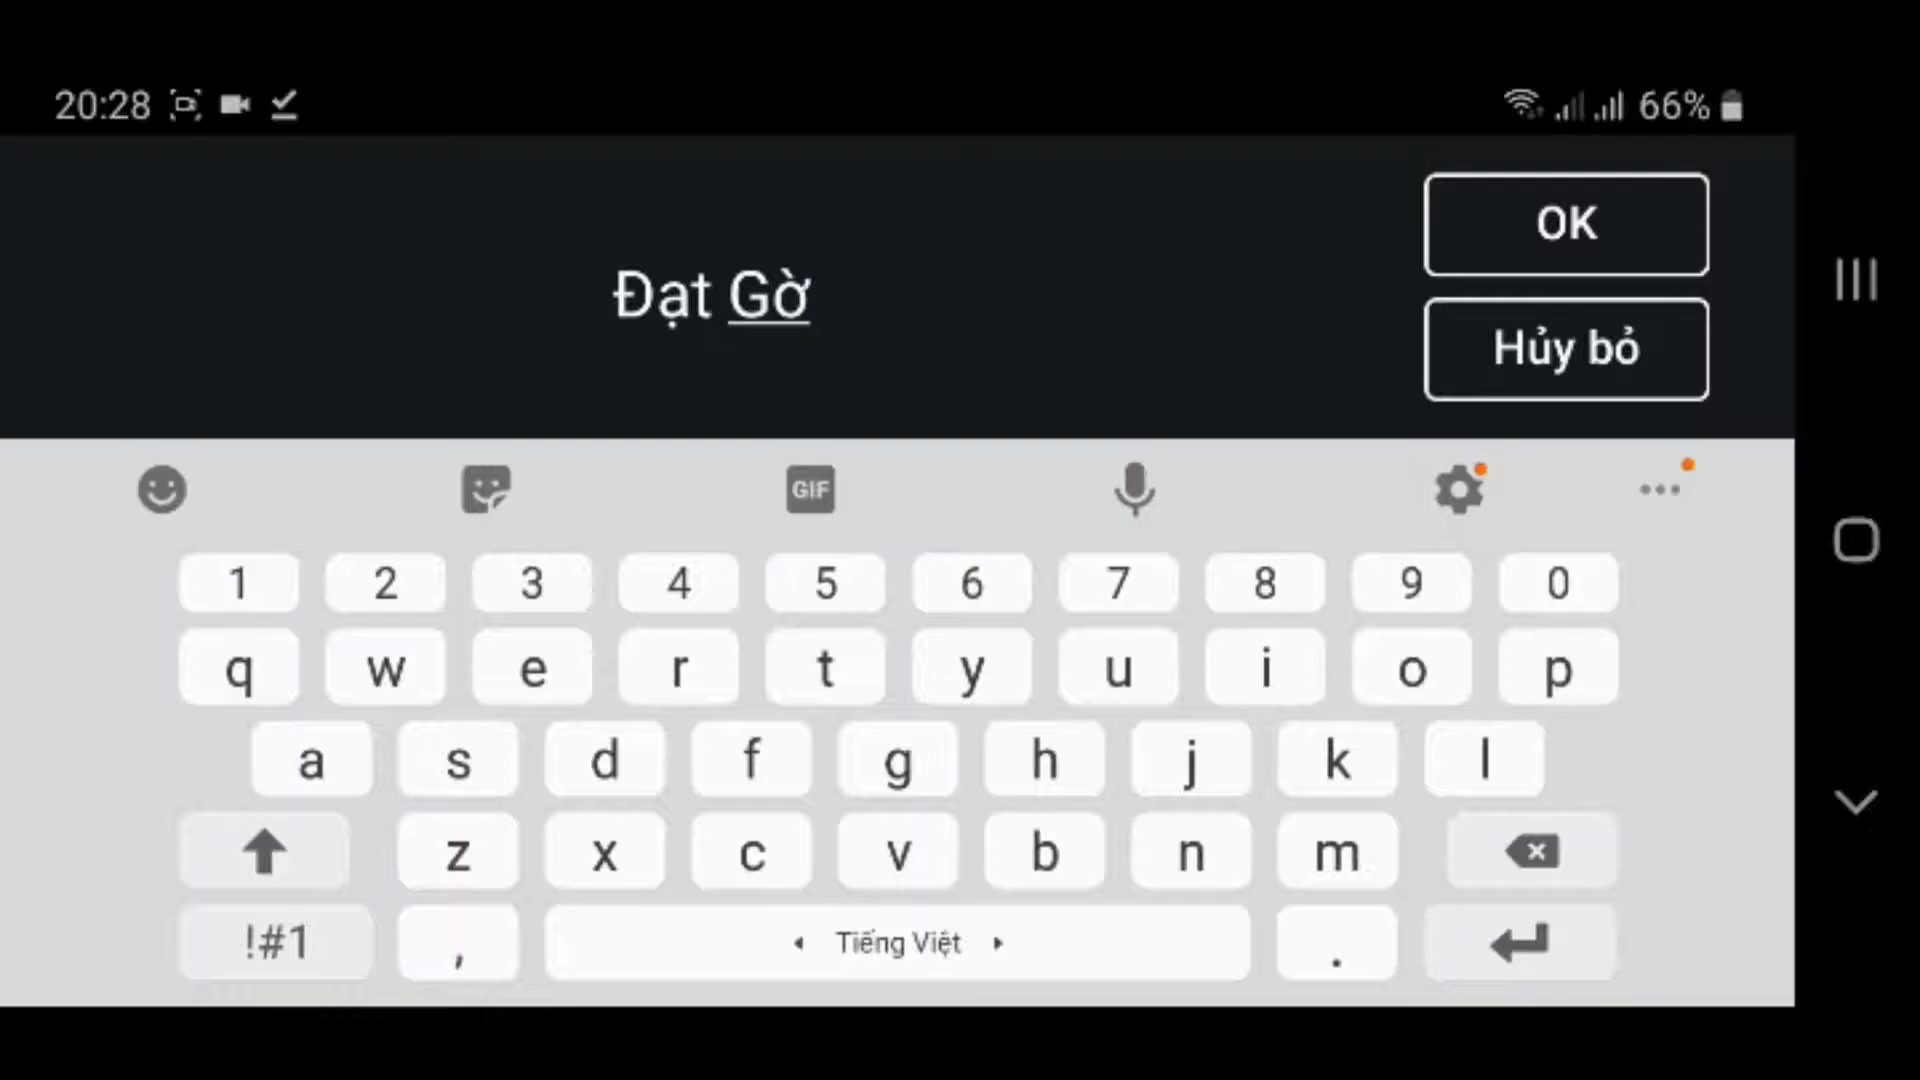 20:28 66%
Đạt Gờ
OK
Hủy bỏ
GIF
1 2 3 4 5 6 7 8 9 0
q w e r t y u i o p
a s d f g h j k l
z x c v b n m
!#1 , Tiếng Việt .